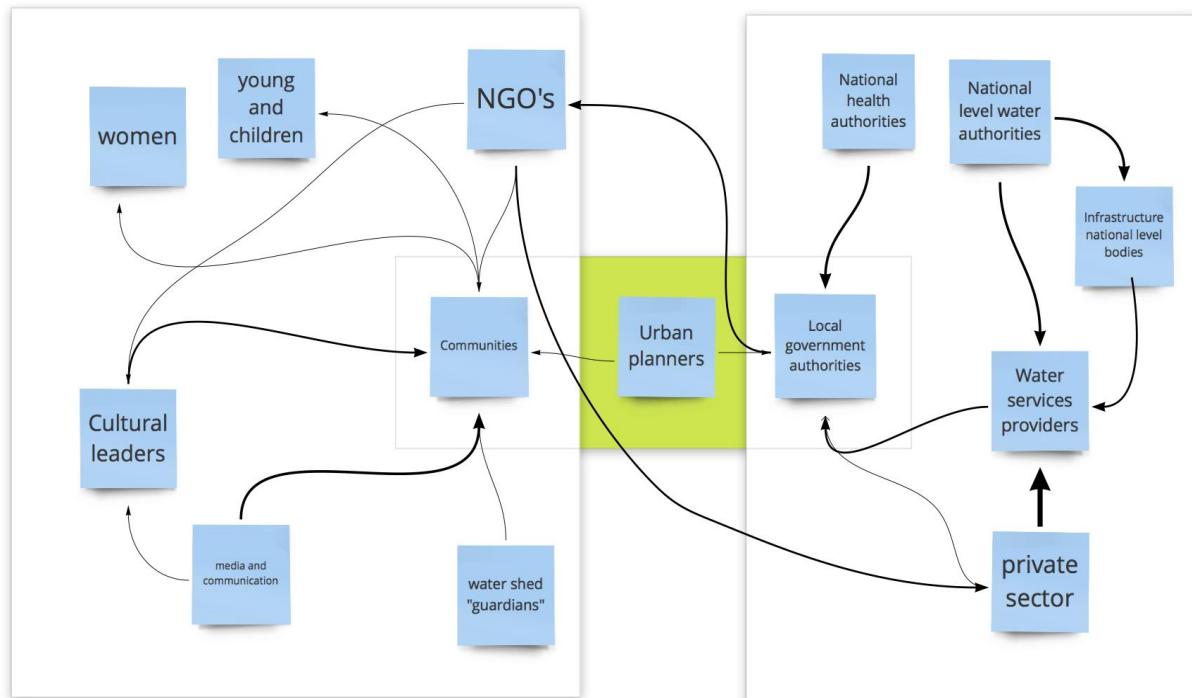 women
young
and
children
NGO's
National
health
authorities
National
level water
authorities
Infrastructure
national level
bodies
Communities
Urban
planners
Local
government
authorities
Water
services
providers
Cultural
leaders
media and
communication
water shed
"guardians"
private
sector